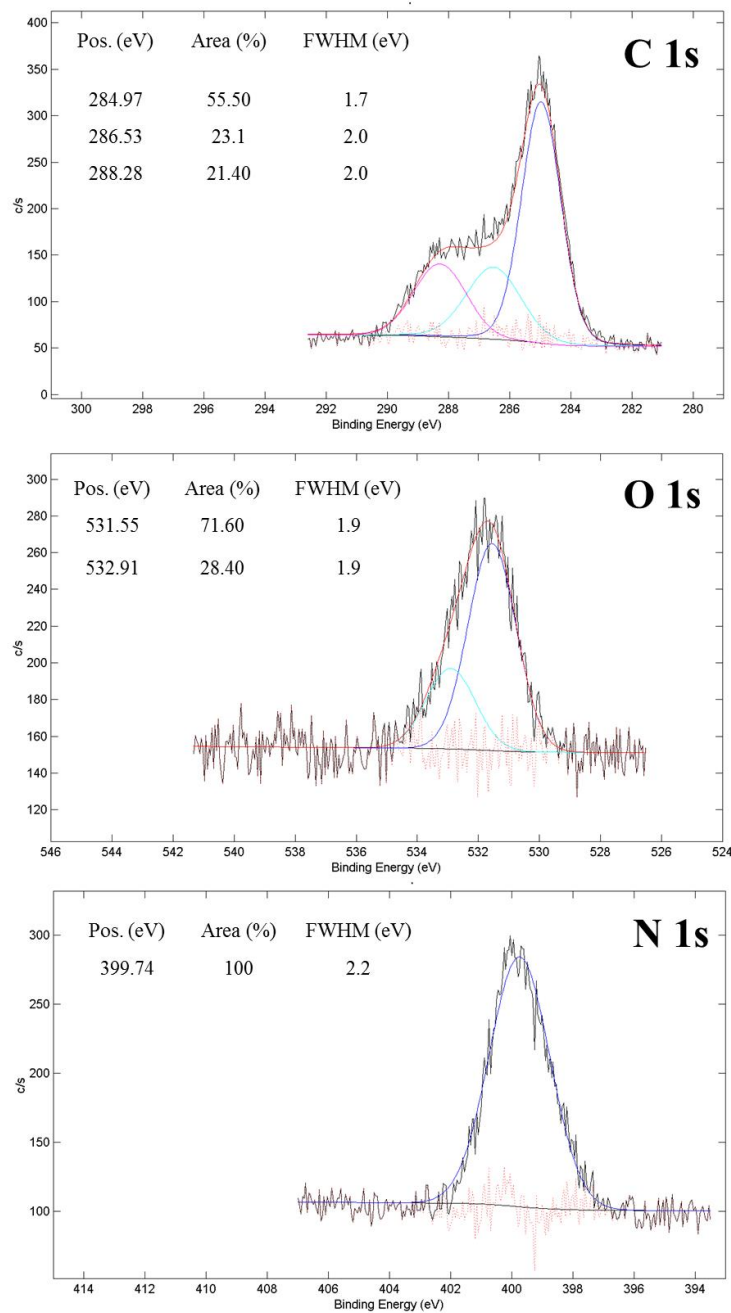 C 1s
Pos. (eV) Area (%) FWHM (eV)
284.97 55.50 1.7
286.53 23.1 2.0
288.28 21.40 2.0
400
350
300
250
200
150
100
50
0
c/s
300 298 296 294 292 290 288 286 284 282 280
Binding Energy (eV)
O 1s
Pos. (eV) Area (%) FWHM (eV)
531.55 71.60 1.9
532.91 28.40 1.9
300
280
260
240
220
200
180
160
140
120
c/s
546 544 542 540 538 536 534 532 530 528 526 524
Binding Energy (eV)
N 1s
Pos. (eV) Area (%) FWHM (eV)
399.74 100 2.2
300
250
200
150
100
c/s
414 412 410 408 406 404 402 400 398 396 394
Binding Energy (eV)